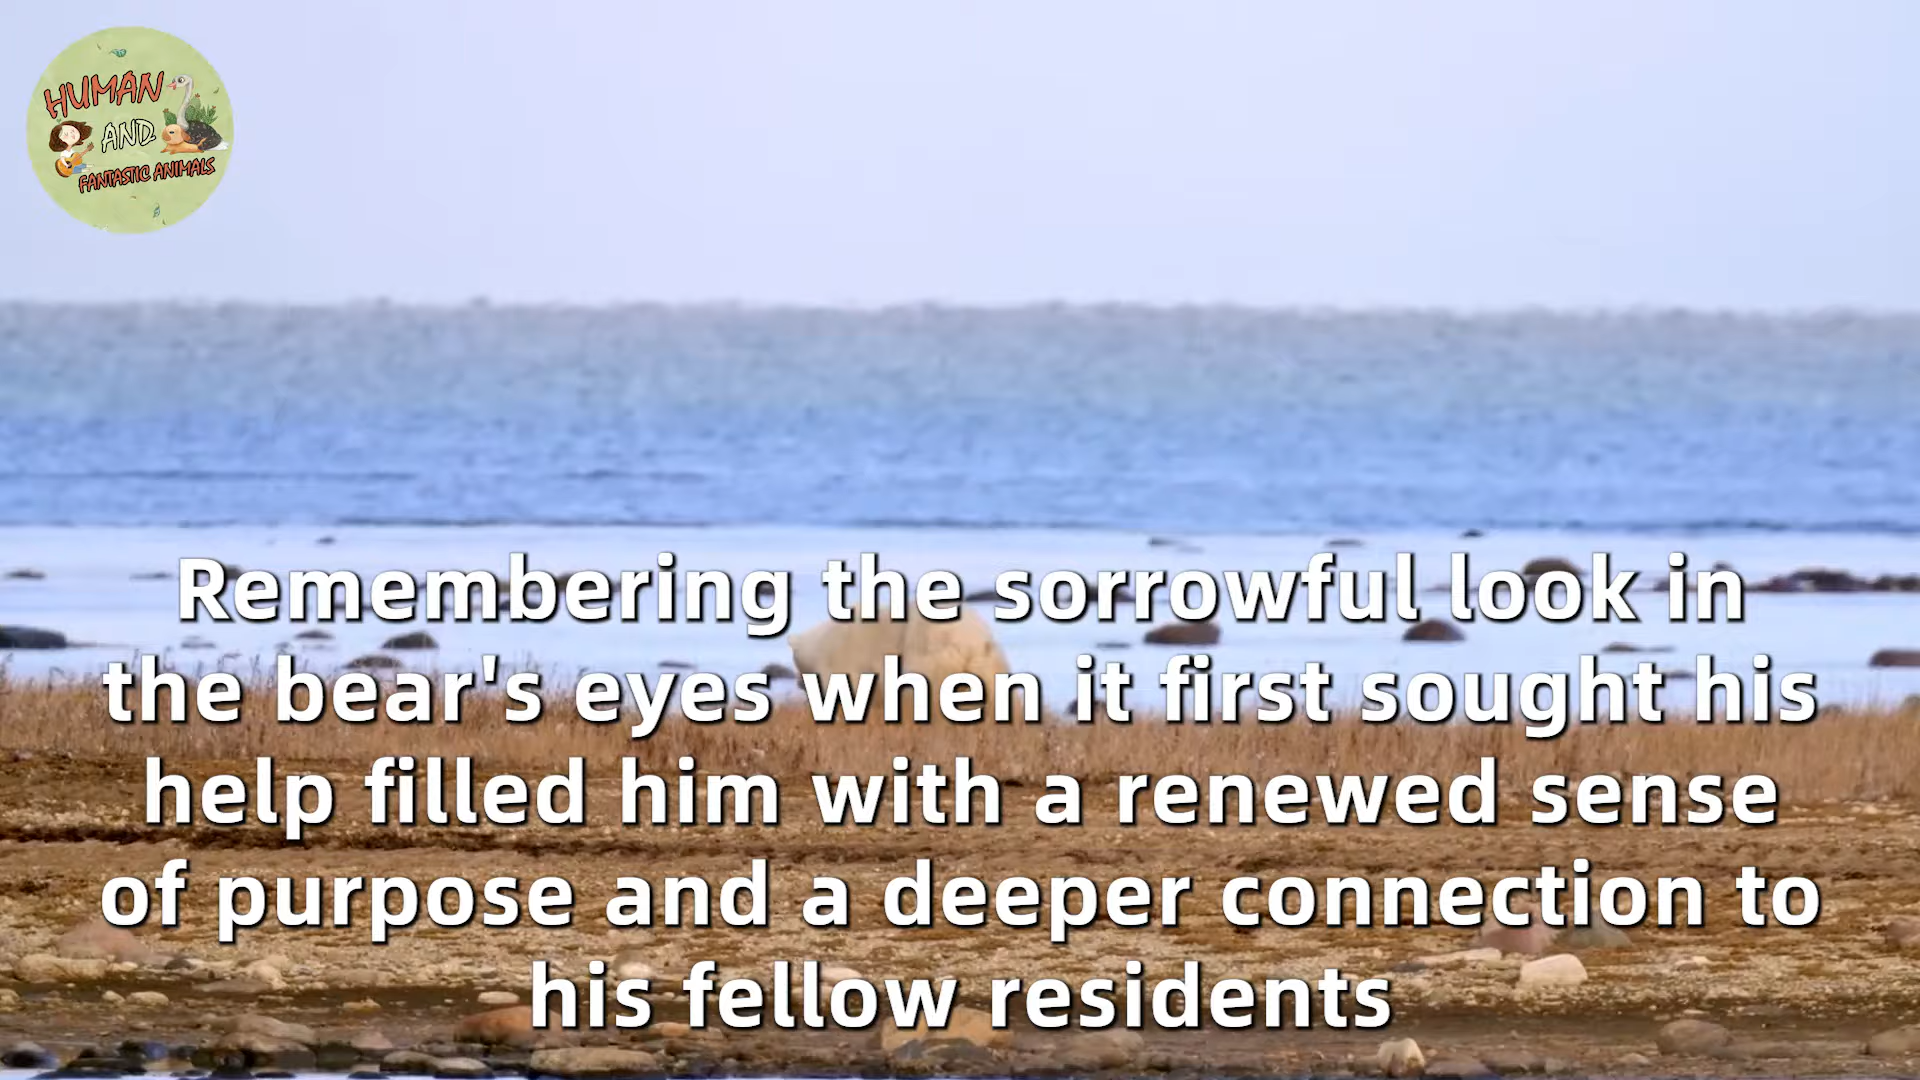 HUMAN
AND
FANTASTIC ANIMALS
Remembering the sorrowful look in
the bear's eyes when it first sought his
help filled him with a renewed sense
of purpose and a deeper connection to
his fellow residents